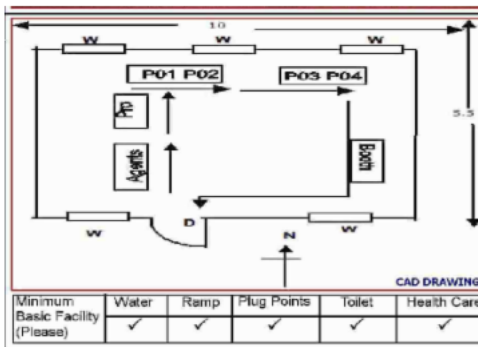 10
W W W
P01 P02 P03 P04
5.5
Pro
Agents
Booth
D
W N W
CAD DRAWING
Minimum Basic Facility (Please) Water Ramp Plug Points Toilet Health Care
✓ ✓ ✓ ✓ ✓